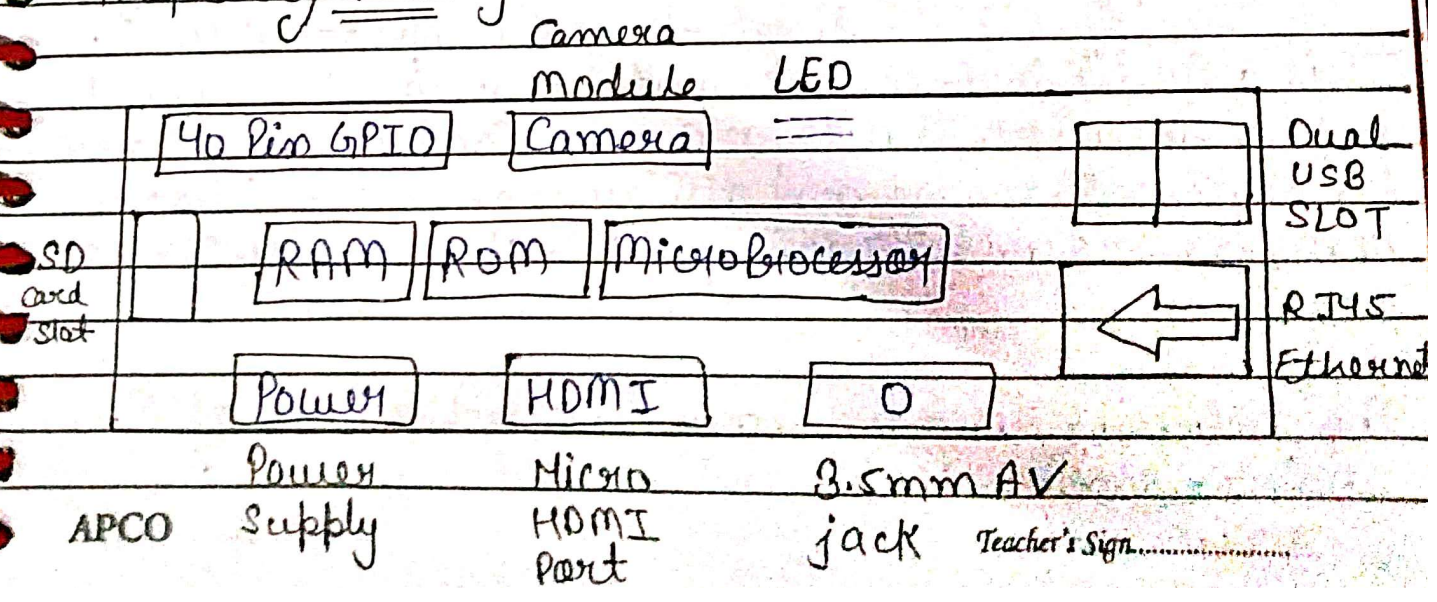 Camera
Module LED
40 Pin GPIO Camera
Dual
USB
SLOT
SD
Card
Slot
RAM ROM Microprocessor
RJ45
Ethernet
Power HDMI O
Power Micro 3.5mm AV
Supply HDMI jack
Port
APCO Teacher's Sign.....................